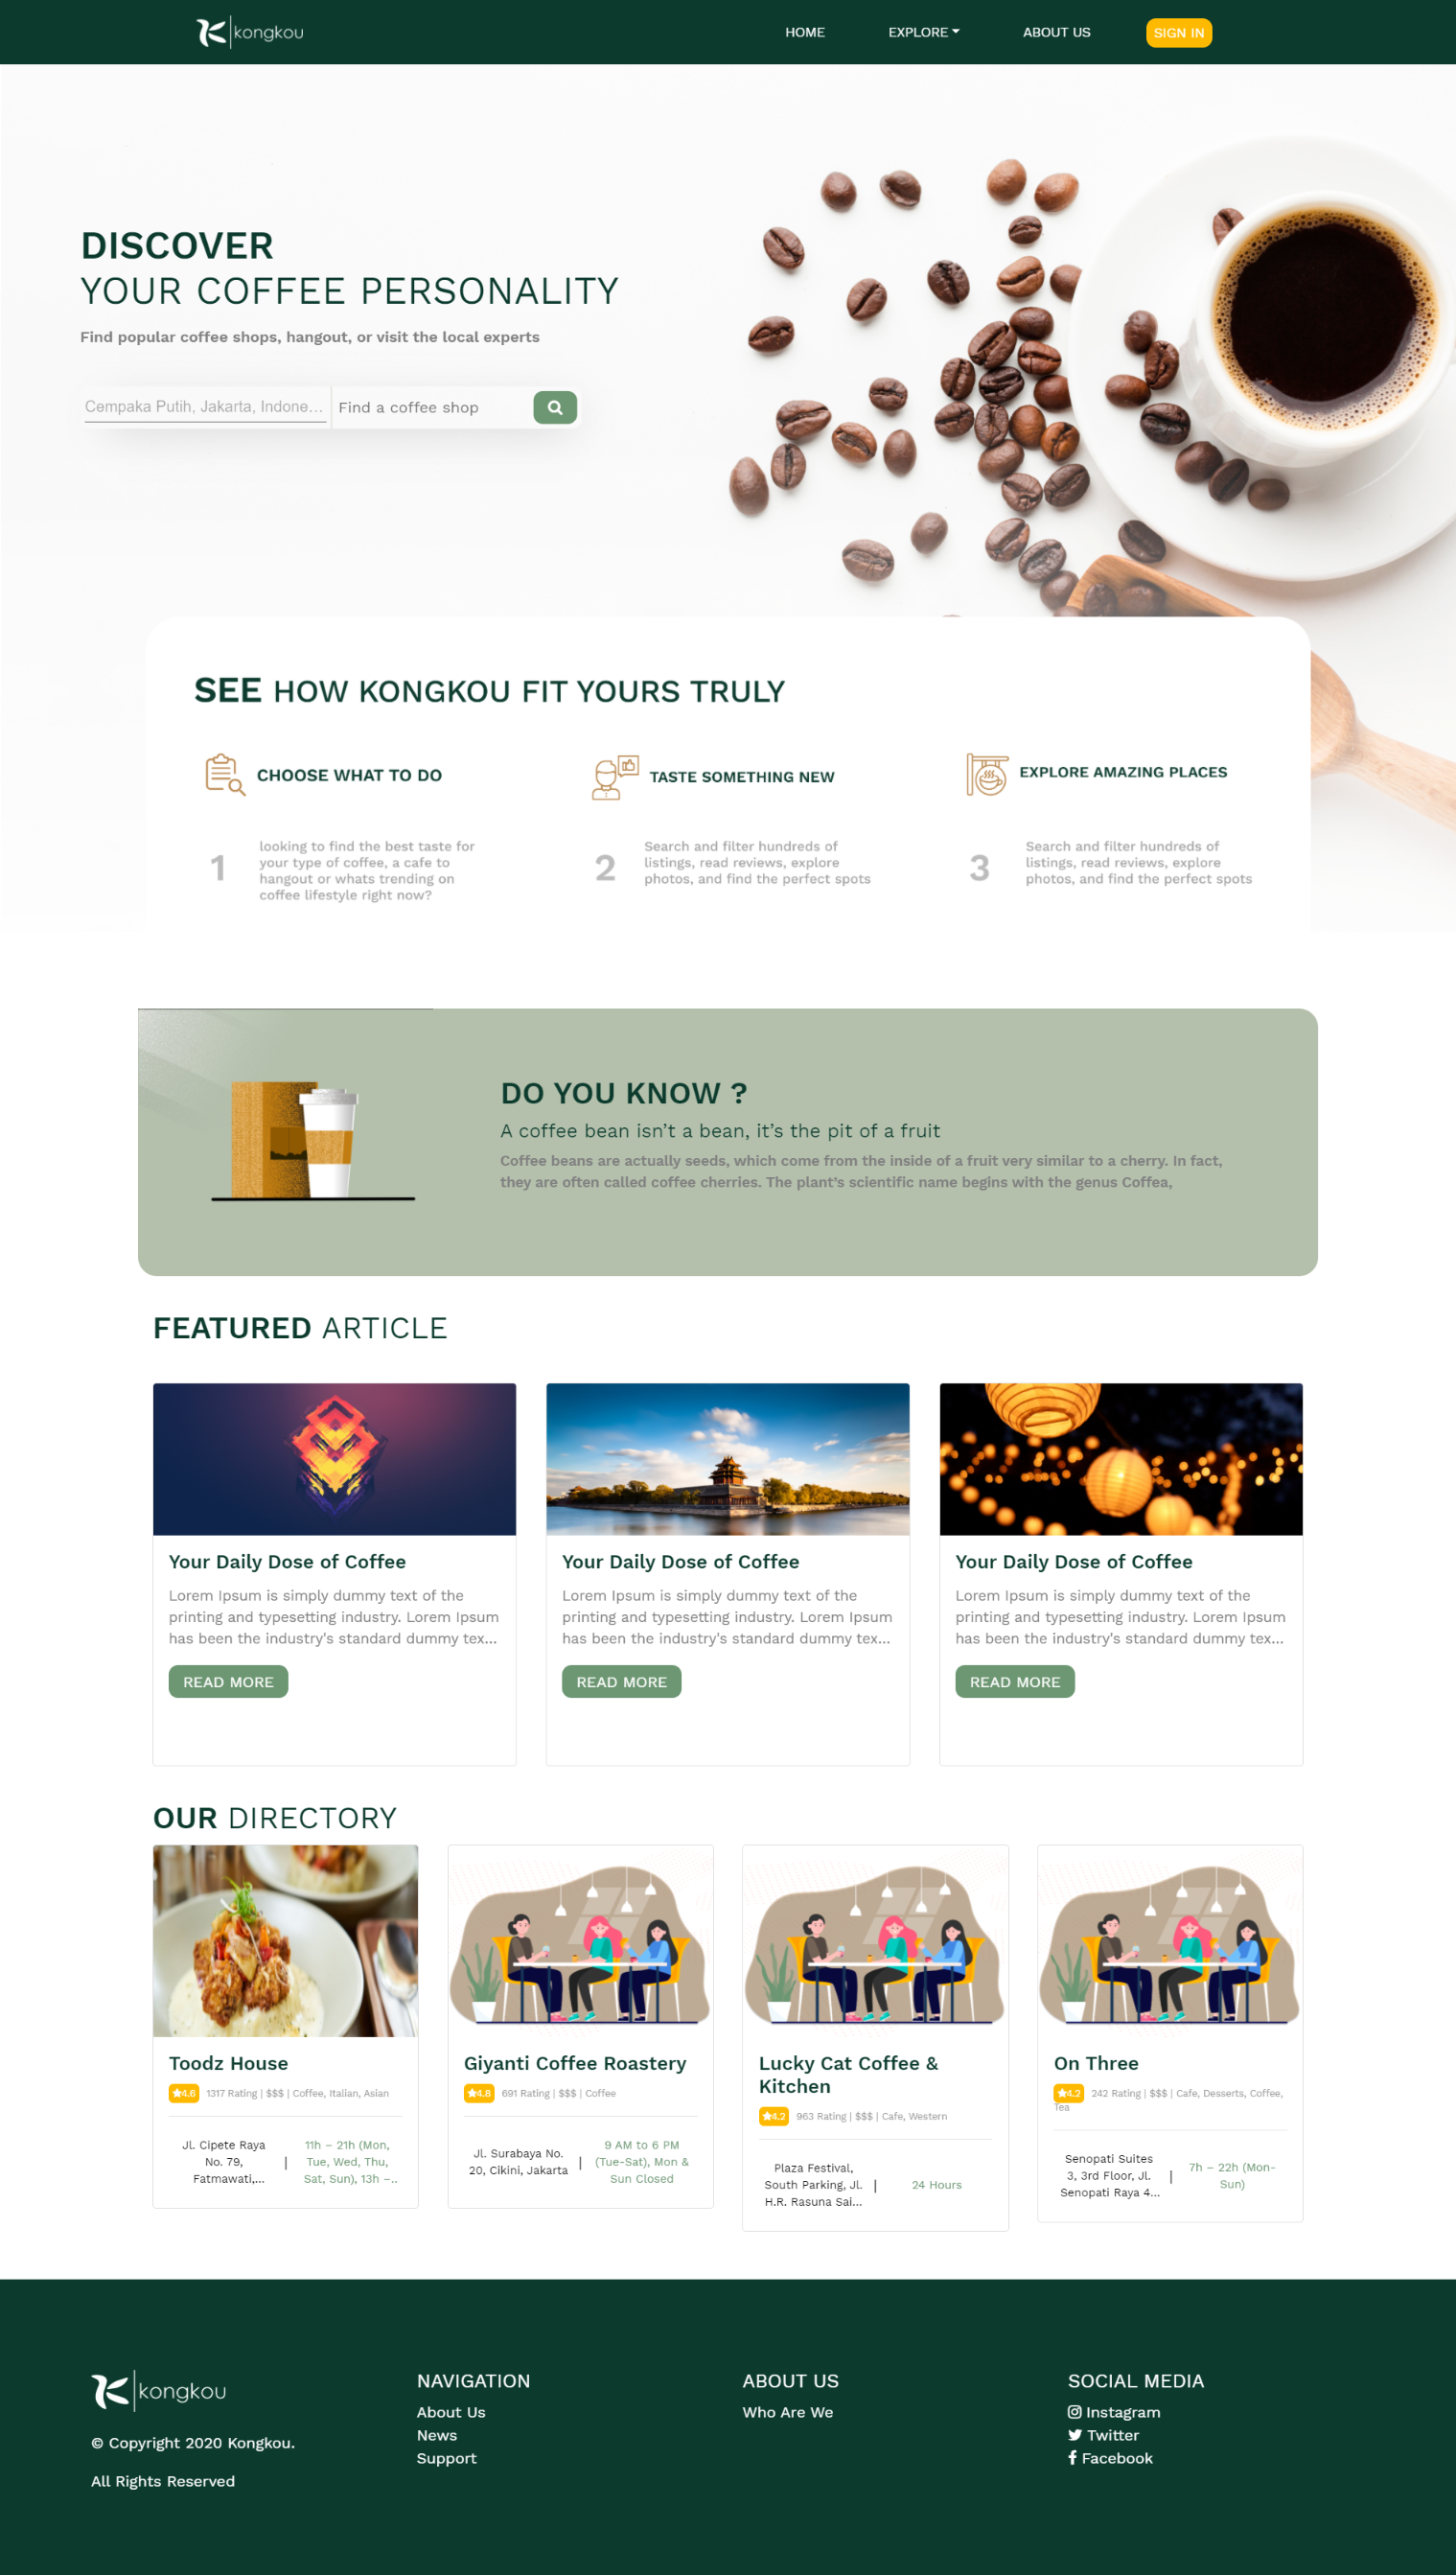 kongkou
HOME EXPLORE ABOUT US SIGN IN
DISCOVER
YOUR COFFEE PERSONALITY
Find popular coffee shops, hangout, or visit the local experts
Cempaka Putih, Jakarta, Indone... Find a coffee shop
SEE HOW KONGKOU FIT YOURS TRULY
CHOOSE WHAT TO DO
1
looking to find the best taste for
your type of coffee, a cafe to
hangout or whats trending on
coffee lifestyle right now?
TASTE SOMETHING NEW
2
Search and filter hundreds of
listings, read reviews, explore
photos, and find the perfect spots
EXPLORE AMAZING PLACES
3
Search and filter hundreds of
listings, read reviews, explore
photos, and find the perfect spots
DO YOU KNOW ?
A coffee bean isn’t a bean, it’s the pit of a fruit
Coffee beans are actually seeds, which come from the inside of a fruit very similar to a cherry. In fact,
they are often called coffee cherries. The plant’s scientific name begins with the genus Coffea,
FEATURED ARTICLE
Your Daily Dose of Coffee
Lorem Ipsum is simply dummy text of the
printing and typesetting industry. Lorem Ipsum
has been the industry's standard dummy tex...
READ MORE
Your Daily Dose of Coffee
Lorem Ipsum is simply dummy text of the
printing and typesetting industry. Lorem Ipsum
has been the industry's standard dummy tex...
READ MORE
Your Daily Dose of Coffee
Lorem Ipsum is simply dummy text of the
printing and typesetting industry. Lorem Ipsum
has been the industry's standard dummy tex...
READ MORE
OUR DIRECTORY
Toodz House
4.6 1317 Rating | $$$ | Coffee, Italian, Asian
Jl. Cipete Raya
No. 79,
Fatmawati,...
|
11h – 21h (Mon,
Tue, Wed, Thu,
Sat, Sun), 13h –..
Giyanti Coffee Roastery
4.8 691 Rating | $$$ | Coffee
Jl. Surabaya No.
20, Cikini, Jakarta
|
9 AM to 6 PM
(Tue-Sat), Mon &
Sun Closed
Lucky Cat Coffee &
Kitchen
4.2 963 Rating | $$$ | Cafe, Western
Plaza Festival,
South Parking, Jl.
H.R. Rasuna Sai...
|
24 Hours
On Three
4.2 242 Rating | $$$ | Cafe, Desserts, Coffee,
Tea
Senopati Suites
3, 3rd Floor, Jl.
Senopati Raya 4...
|
7h – 22h (Mon-
Sun)
kongkou
© Copyright 2020 Kongkou.
All Rights Reserved
NAVIGATION
About Us
News
Support
ABOUT US
Who Are We
SOCIAL MEDIA
Instagram
Twitter
Facebook